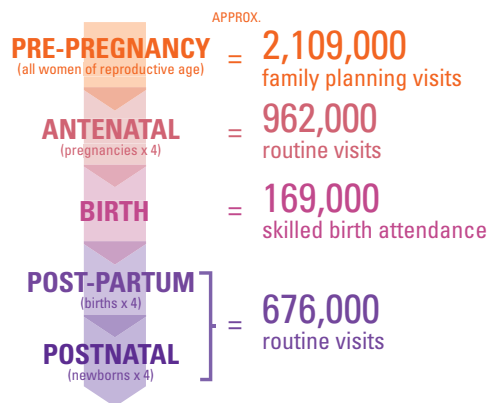 APPROX.
PRE-PREGNANCY
(all women of reproductive age)
= 2,109,000
family planning visits
ANTENATAL
(pregnancies x 4)
= 962,000
routine visits
BIRTH
= 169,000
skilled birth attendance
POST-PARTUM
(births x 4)
POSTNATAL
(newborns x 4)
= 676,000
routine visits